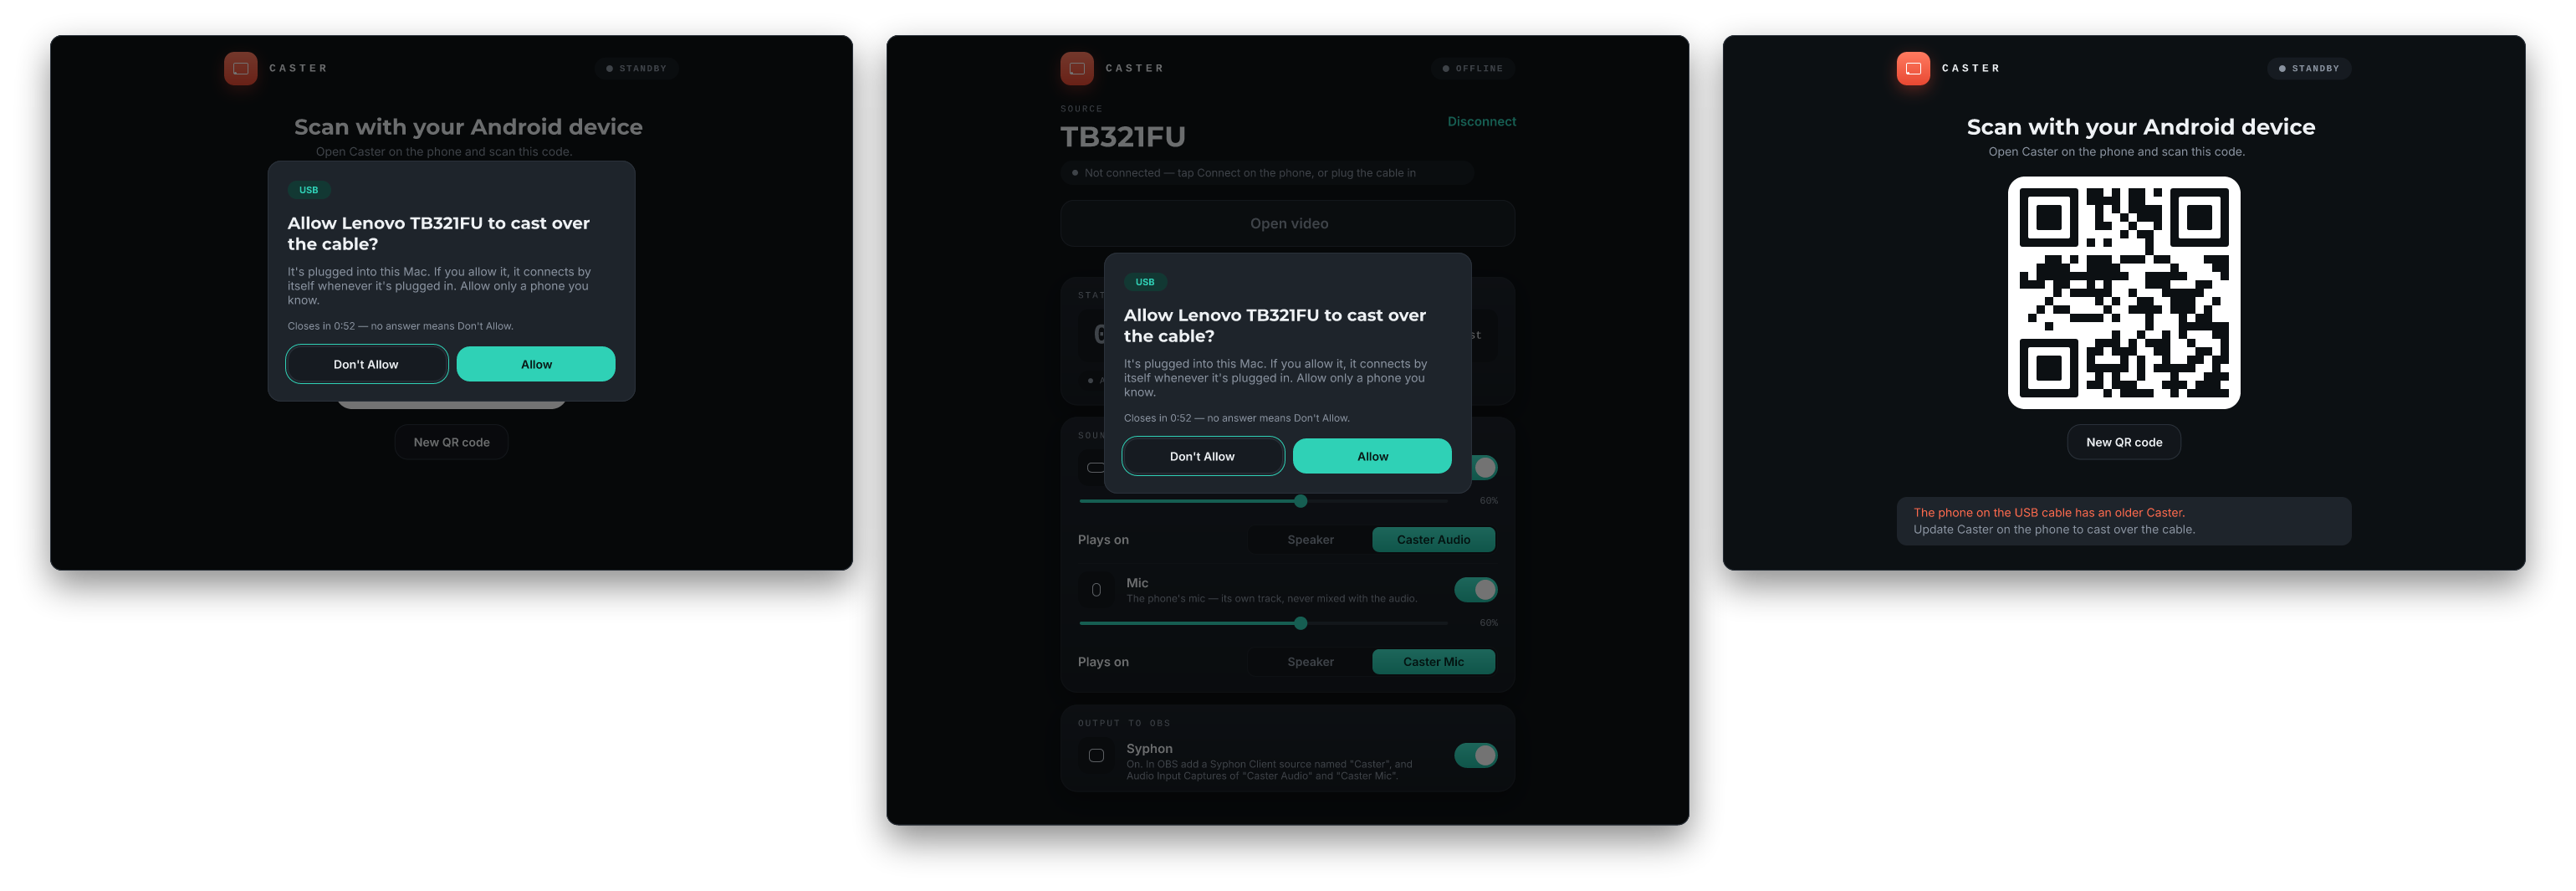 CASTER
STANDBY
Scan with your Android device
Open Caster on the phone and scan this code.
USB
Allow Lenovo TB321FU to cast over
the cable?
It's plugged into this Mac. If you allow it, it connects by
itself whenever it's plugged in. Allow only a phone you
know.
Closes in 0:52 — no answer means Don't Allow.
Don't Allow
Allow
New QR code
CASTER
OFFLINE
SOURCE
TB321FU
Disconnect
Not connected — tap Connect on the phone, or plug the cable in
Open video
USB
Allow Lenovo TB321FU to cast over
the cable?
It's plugged into this Mac. If you allow it, it connects by
itself whenever it's plugged in. Allow only a phone you
know.
Closes in 0:52 — no answer means Don't Allow.
Don't Allow
Allow
60%
Plays on
Speaker
Caster Audio
Mic
The phone's mic — its own track, never mixed with the audio.
60%
Plays on
Speaker
Caster Mic
OUTPUT TO OBS
Syphon
On. In OBS add a Syphon Client source named "Caster", and
Audio Input Captures of "Caster Audio" and "Caster Mic".
CASTER
STANDBY
Scan with your Android device
Open Caster on the phone and scan this code.
New QR code
The phone on the USB cable has an older Caster.
Update Caster on the phone to cast over the cable.